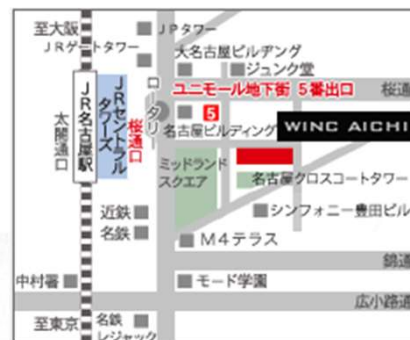 至大阪
JPタワー
JRゲートタワー
大名古屋ビルヂング
ジュンク堂
ユニモール地下街 5番出口
桜通
ロータリー
JRセントラルタワーズ
JR名古屋駅
太閤通口
桜通口
5
名古屋ビルディング
WINC AICHI
ミッドランド
スクエア
名古屋クロスコートタワー
近鉄
シンフォニー豊田ビル
名鉄
M4テラス
錦通
中村署
モード学園
広小路通
至東京
名鉄
レジャック